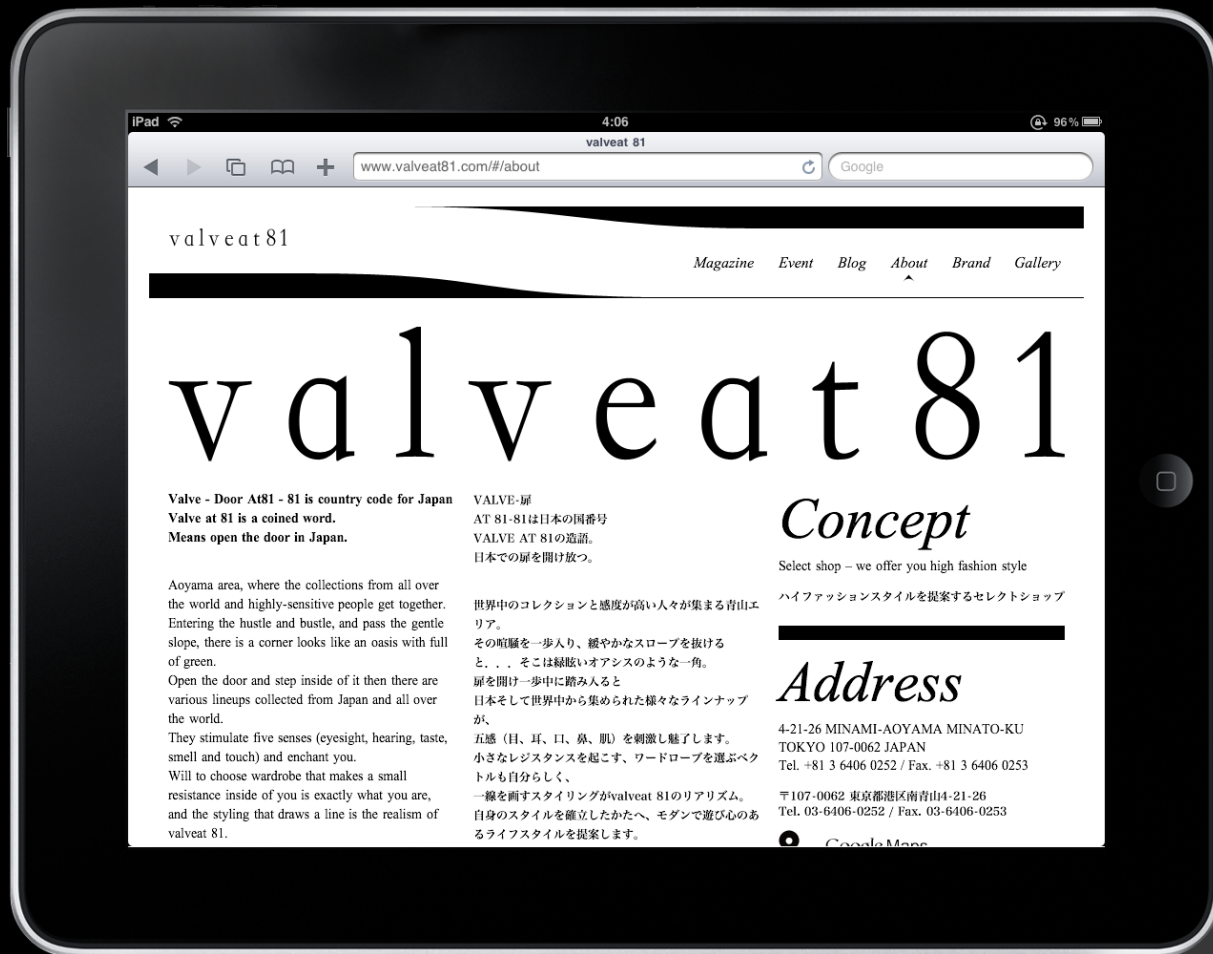 iPad
4:06
96%
valveat 81
www.valveat81.com/#/about
Google
valveat81
Magazine
Event
Blog
About
Brand
Gallery
valveat 81
Valve - Door At81 - 81 is country code for Japan
Valve at 81 is a coined word.
Means open the door in Japan.
Aoyama area, where the collections from all over
the world and highly-sensitive people get together.
Entering the hustle and bustle, and pass the gentle
slope, there is a corner looks like an oasis with full
of green.
Open the door and step inside of it then there are
various lineups collected from Japan and all over
the world.
They stimulate five senses (eyesight, hearing, taste,
smell and touch) and enchant you.
Will to choose wardrobe that makes a small
resistance inside of you is exactly what you are,
and the styling that draws a line is the realism of
valveat 81.
VALVE-扉
AT 81-81は日本の国番号
VALVE AT 81の造語。
日本での扉を開け放つ。
世界中のコレクションと感度が高い人々が集まる青山エ
リア。
その喧騒を一歩入り、緩やかなスロープを抜ける
と．．．そこは緑眩いオアシスのような一角。
扉を開け一歩中に踏み入ると
日本そして世界中から集められた様々なラインナップ
が、
五感（目、耳、口、鼻、肌）を刺激し魅了します。
小さなレジスタンスを起こす、ワードローブを選ぶベク
トルも自分らしく、
一線を画すスタイリングがvalveat 81のリアリズム。
自身のスタイルを確立したかたへ、モダンで遊び心のあ
るライフスタイルを提案します。
Concept
Select shop – we offer you high fashion style
ハイファッションスタイルを提案するセレクトショップ
Address
4-21-26 MINAMI-AOYAMA MINATO-KU
TOKYO 107-0062 JAPAN
Tel. +81 3 6406 0252 / Fax. +81 3 6406 0253
〒107-0062 東京都港区南青山4-21-26
Tel. 03-6406-0252 / Fax. 03-6406-0253
Google Maps